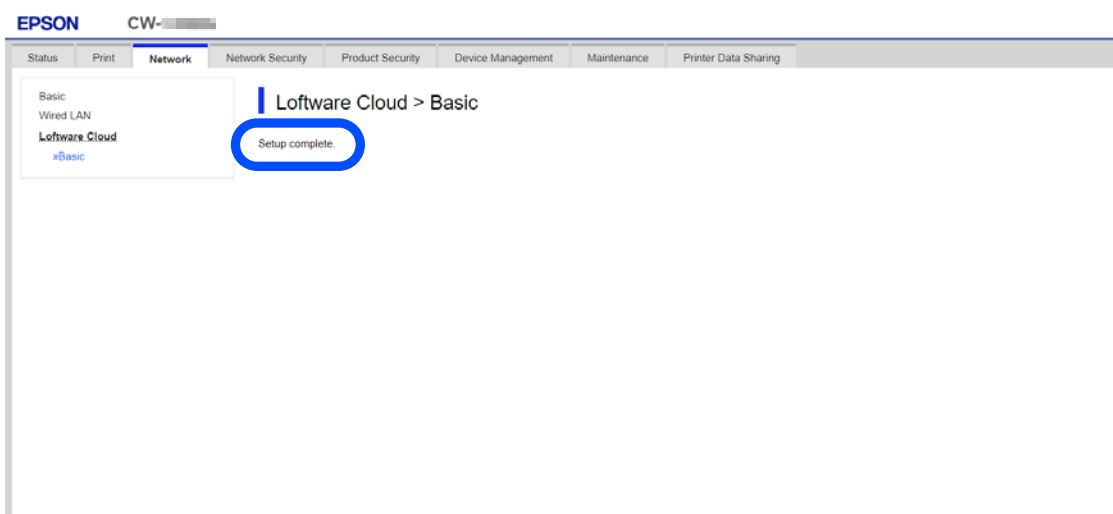 EPSON CW-
Status Print Network Network Security Product Security Device Management Maintenance Printer Data Sharing
Basic
Wired LAN
Loftware Cloud
»Basic
Loftware Cloud > Basic
Setup complete.